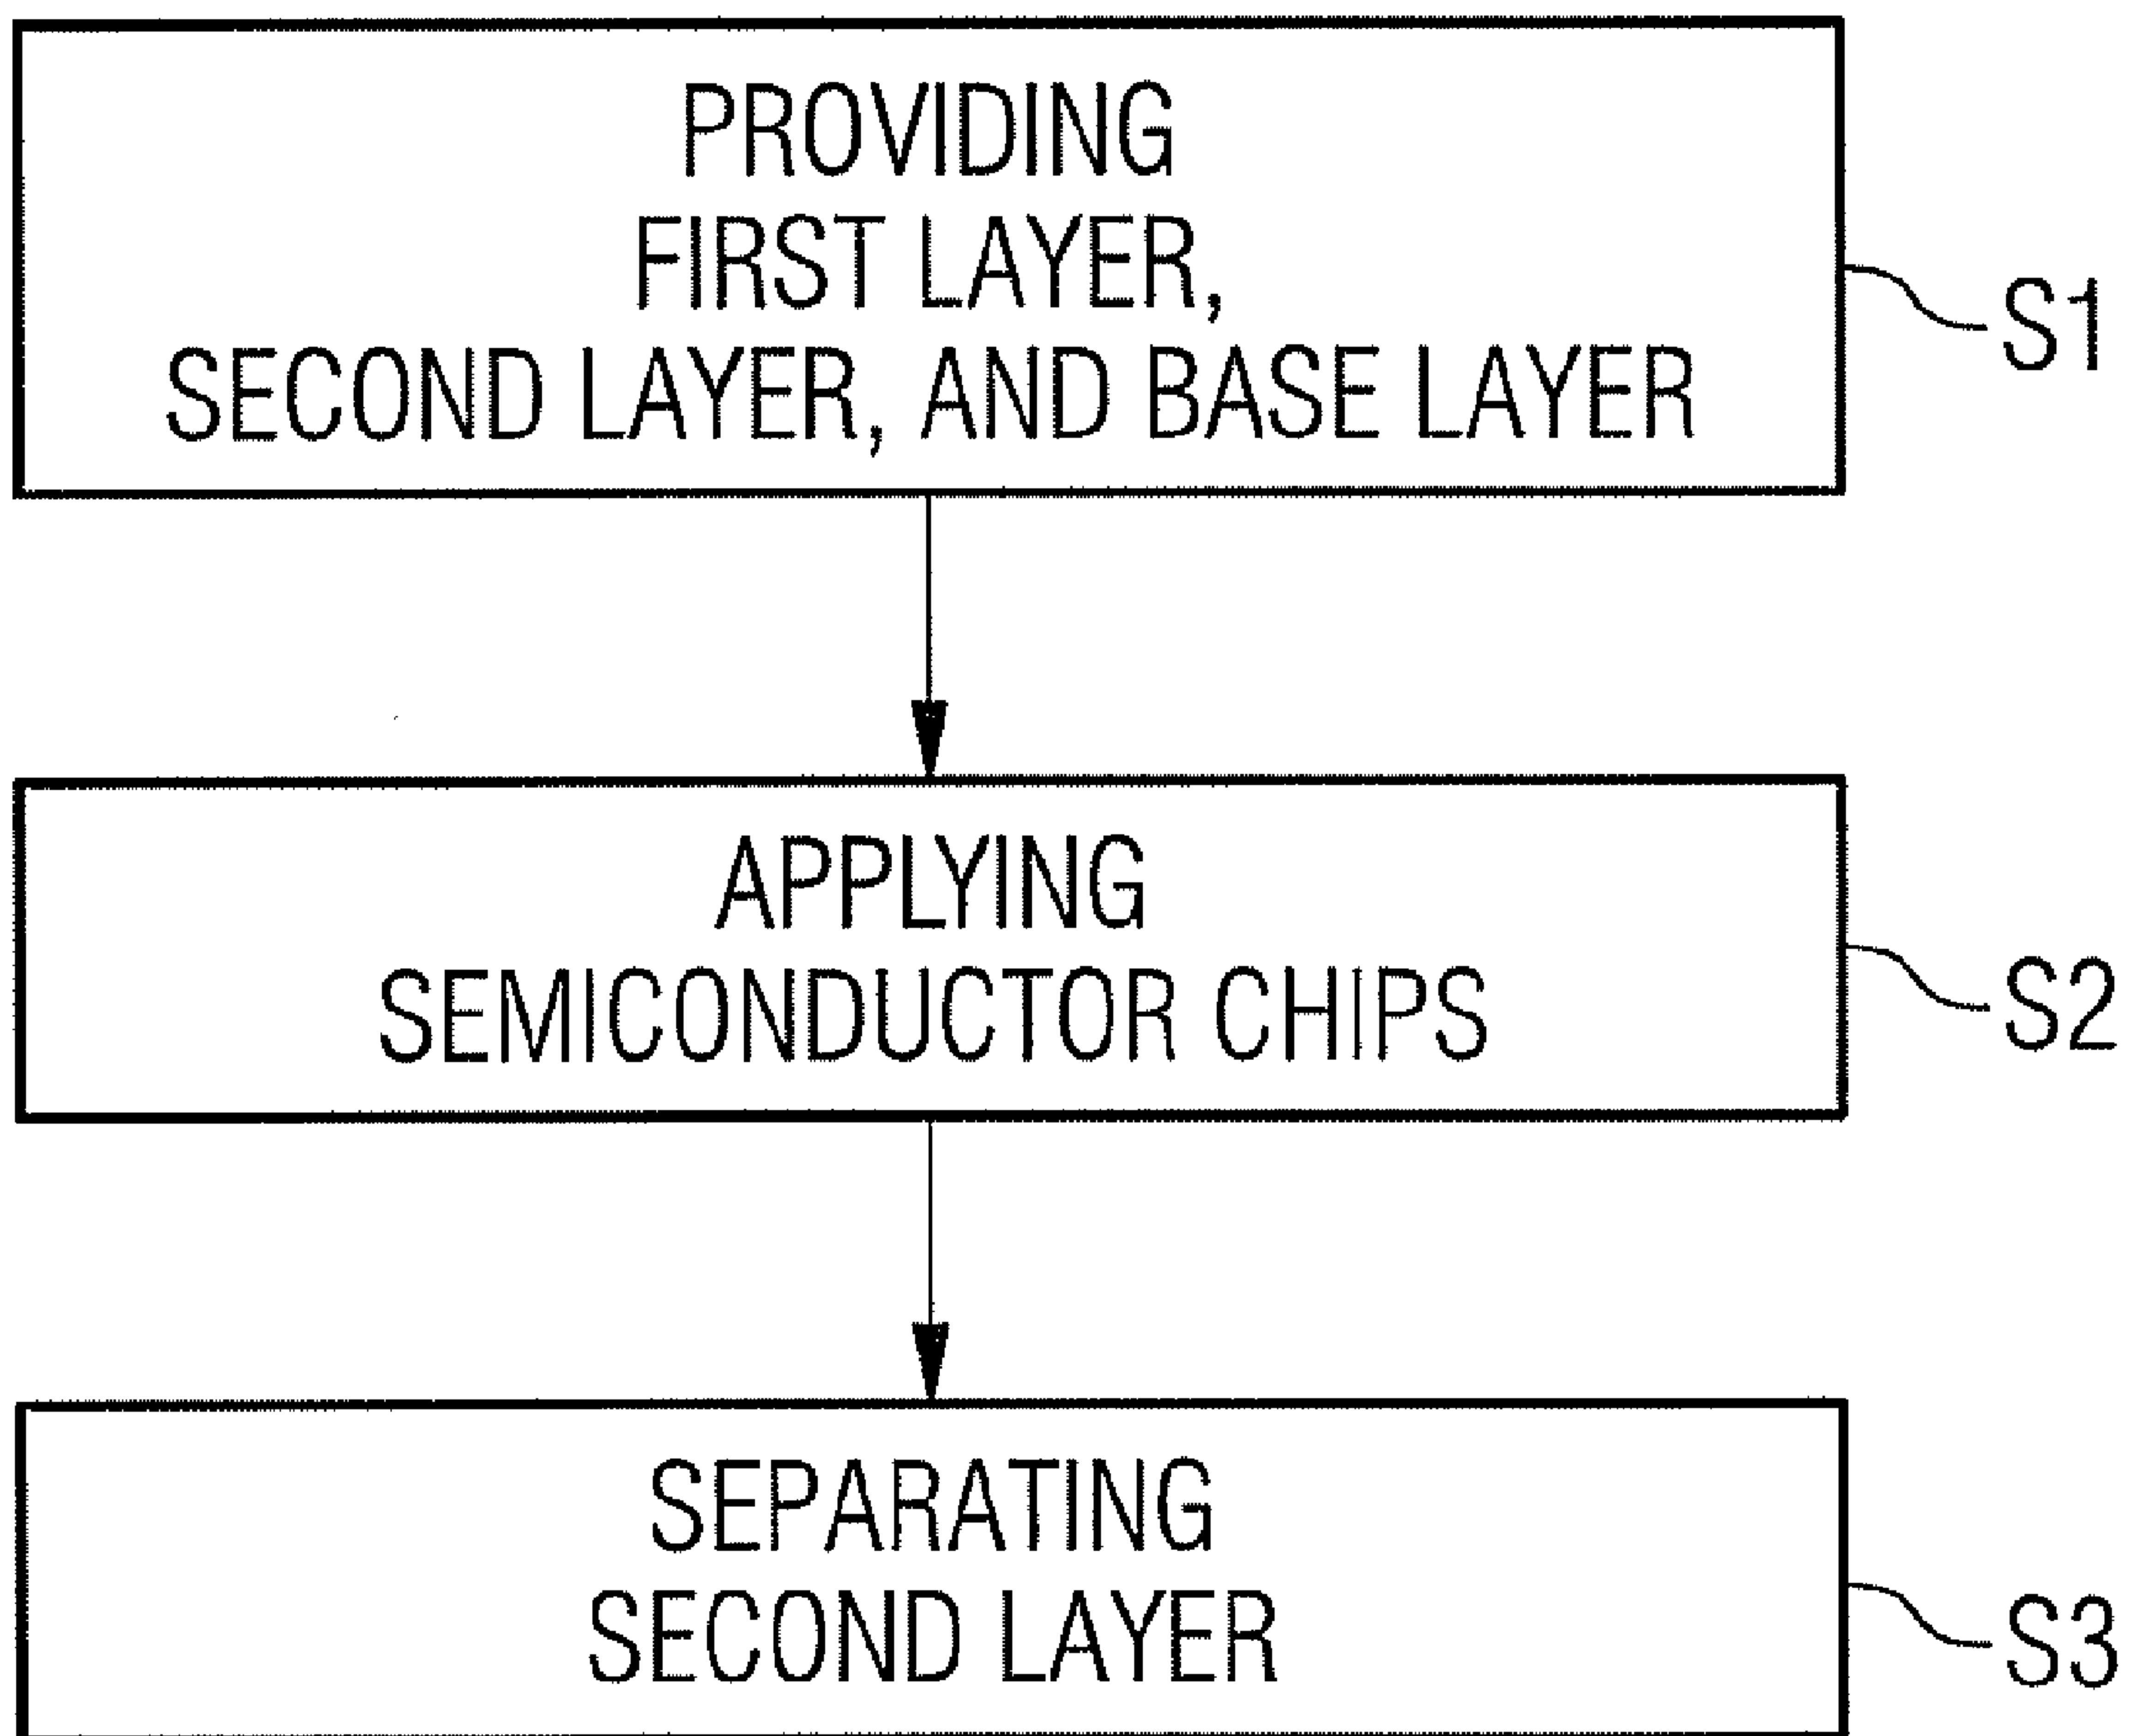 PROVIDING
FIRST LAYER,
SECOND LAYER, AND BASE LAYER
S1
APPLYING
SEMICONDUCTOR CHIPS
S2
SEPARATING
SECOND LAYER
S3